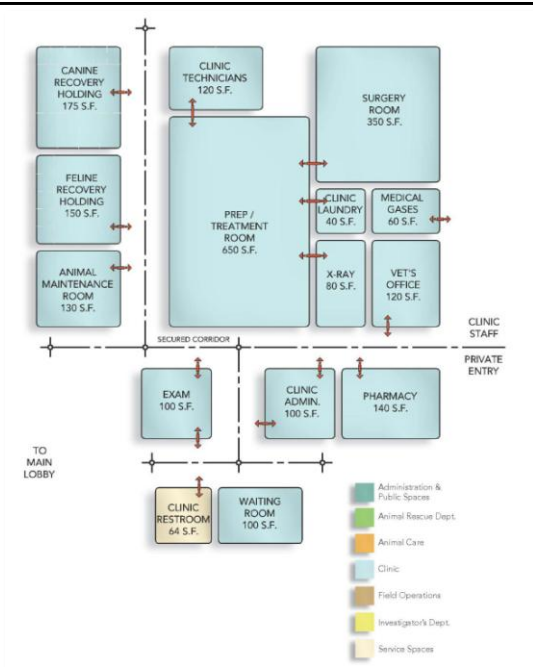 CANINE
RECOVERY
HOLDING
175 S.F.
CLINIC
TECHNICIANS
120 S.F.
SURGERY
ROOM
350 S.F.
FELINE
RECOVERY
HOLDING
150 S.F.
PREP /
TREATMENT
ROOM
650 S.F.
CLINIC
LAUNDRY
40 S.F.
MEDICAL
GASES
60 S.F.
ANIMAL
MAINTENANCE
ROOM
130 S.F.
X-RAY
80 S.F.
VET'S
OFFICE
120 S.F.
CLINIC
STAFF
SECURED CORRIDOR
PRIVATE
ENTRY
EXAM
100 S.F.
CLINIC
ADMIN.
100 S.F.
PHARMACY
140 S.F.
TO
MAIN
LOBBY
CLINIC
RESTROOM
64 S.F.
WAITING
ROOM
100 S.F.
Administration &
Public Spaces
Animal Rescue Dept.
Animal Care
Clinic
Field Operations
Investigator's Dept.
Service Spaces